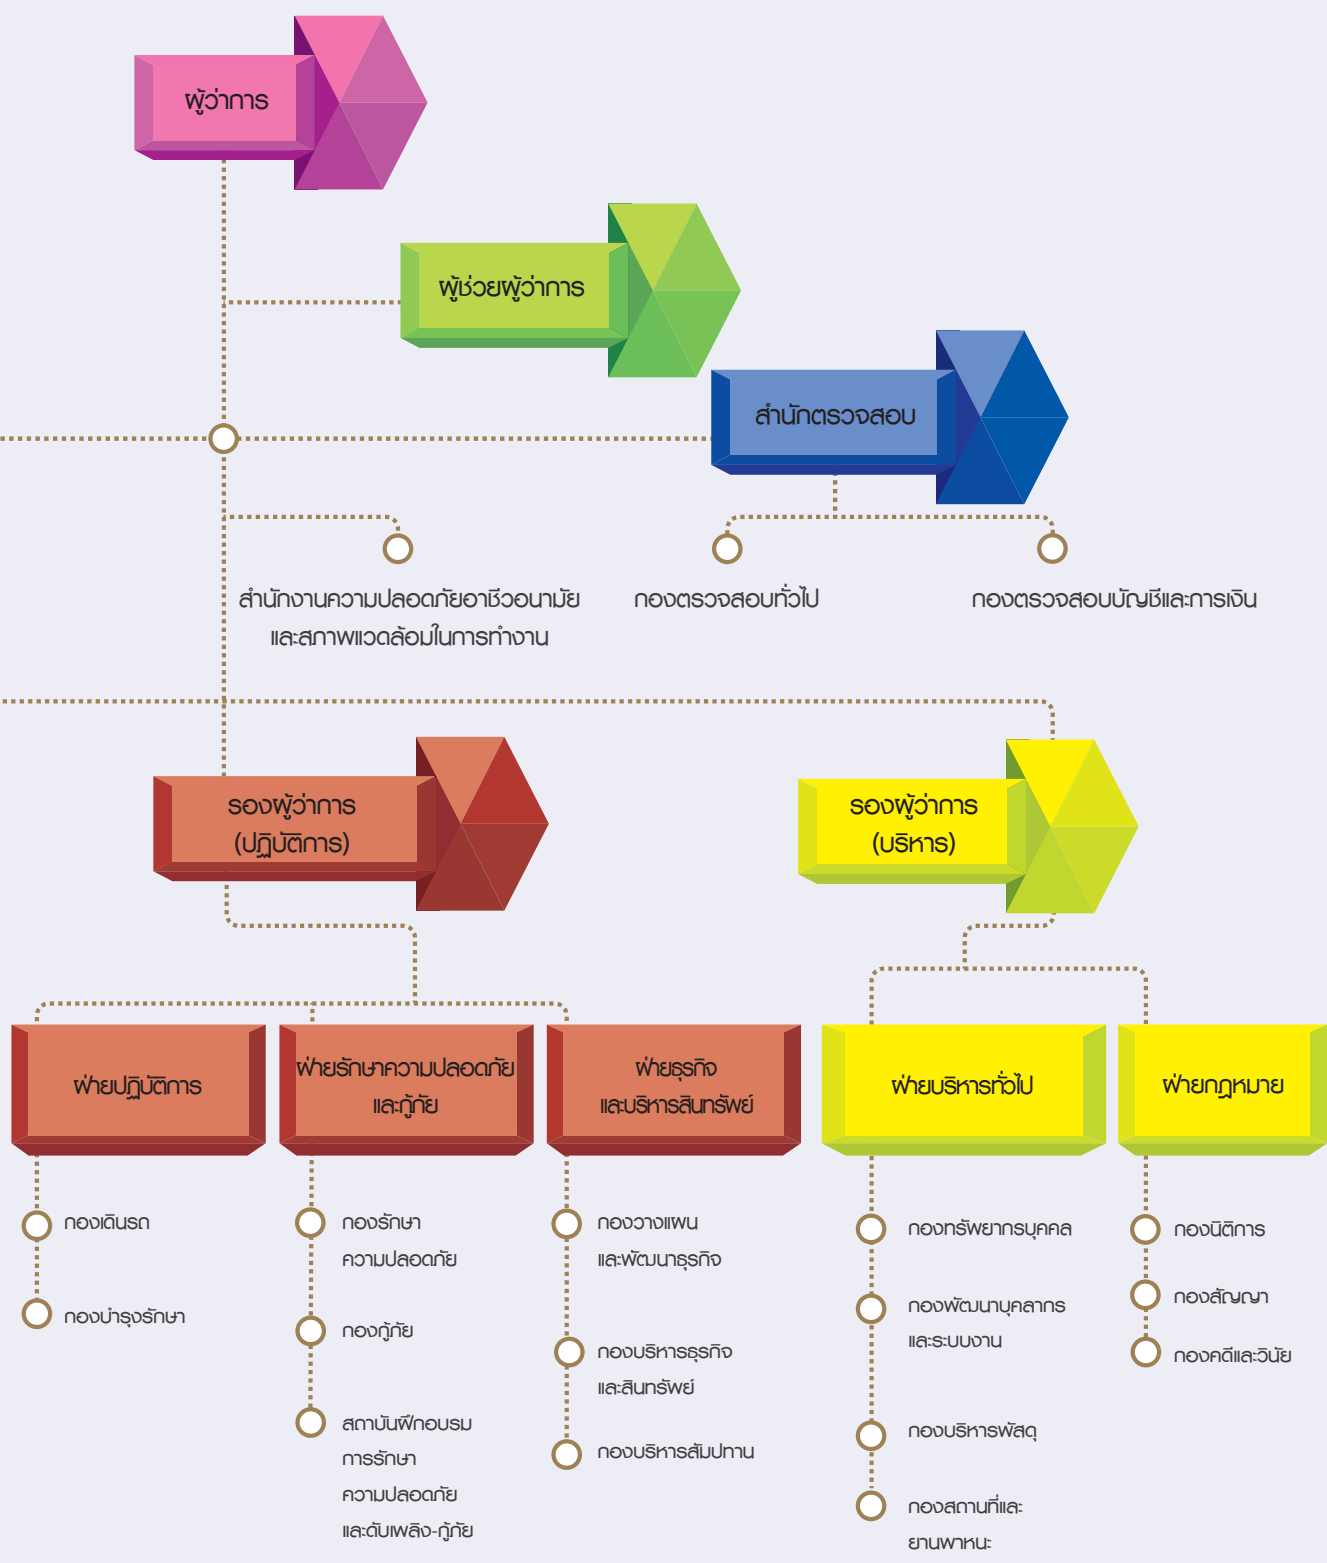 ผู้ว่าการ
ผู้ช่วยผู้ว่าการ
สำนักตรวจสอบ
สำนักงานความปลอดภัยอาชีวอนามัย
และสภาพแวดล้อมในการทำงาน
กองตรวจสอบทั่วไป
กองตรวจสอบบัญชีและการเงิน
รองผู้ว่าการ
(ปฏิบัติการ)
รองผู้ว่าการ
(บริหาร)
ฝ่ายปฏิบัติการ
ฝ่ายรักษาความปลอดภัย
และกู้ภัย
ฝ่ายธุรกิจ
และบริหารสินทรัพย์
ฝ่ายบริหารทั่วไป
ฝ่ายกฎหมาย
กองเดินรถ
กองบำรุงรักษา
กองรักษา
ความปลอดภัย
กองกู้ภัย
สถาบันฝึกอบรม
การรักษา
ความปลอดภัย
และดับเพลิง-กู้ภัย
กองวางแผน
และพัฒนาธุรกิจ
กองบริหารธุรกิจ
และสินทรัพย์
กองบริหารสัมปทาน
กองทรัพยากรบุคคล
กองพัฒนาบุคลากร
และระบบงาน
กองบริหารพัสดุ
กองสถานที่และ
ยานพาหนะ
กองนิติการ
กองสัญญา
กองคดีและวินัย